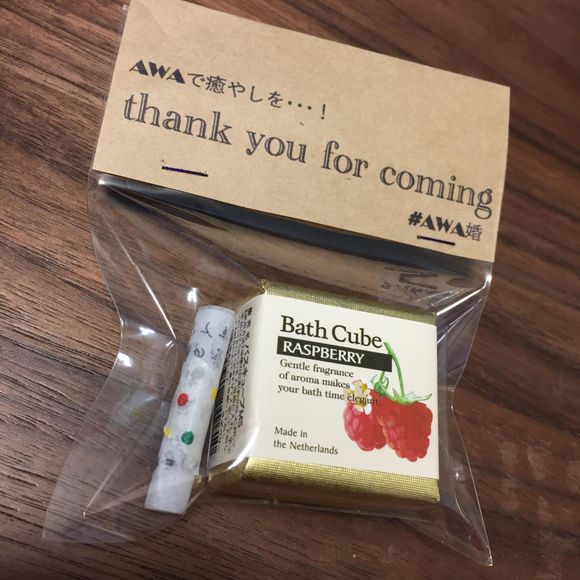 AWAで癒やしを・・・！
thank you for coming
#AWA婚
Bath Cube
RASPBERRY
Gentle fragrance
of aroma makes
your bath time elegant.
Made in
the Netherlands